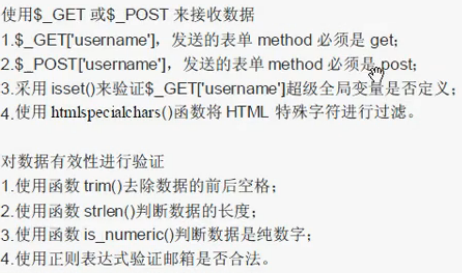 使用$_GET 或$_POST 来接收数据
1.$_GET['username']，发送的表单 method 必须是 get;
2.$_POST['username']，发送的表单 method 必须是 post;
3.采用 isset()来验证$_GET['username']超级全局变量是否定义;
4.使用 htmlspecialchars()函数将 HTML 特殊字符进行过滤。
对数据有效性进行验证
1.使用函数 trim()去除数据的前后空格;
2.使用函数 strlen()判断数据的长度;
3.使用函数 is_numeric()判断数据是纯数字;
4.使用正则表达式验证邮箱是否合法。